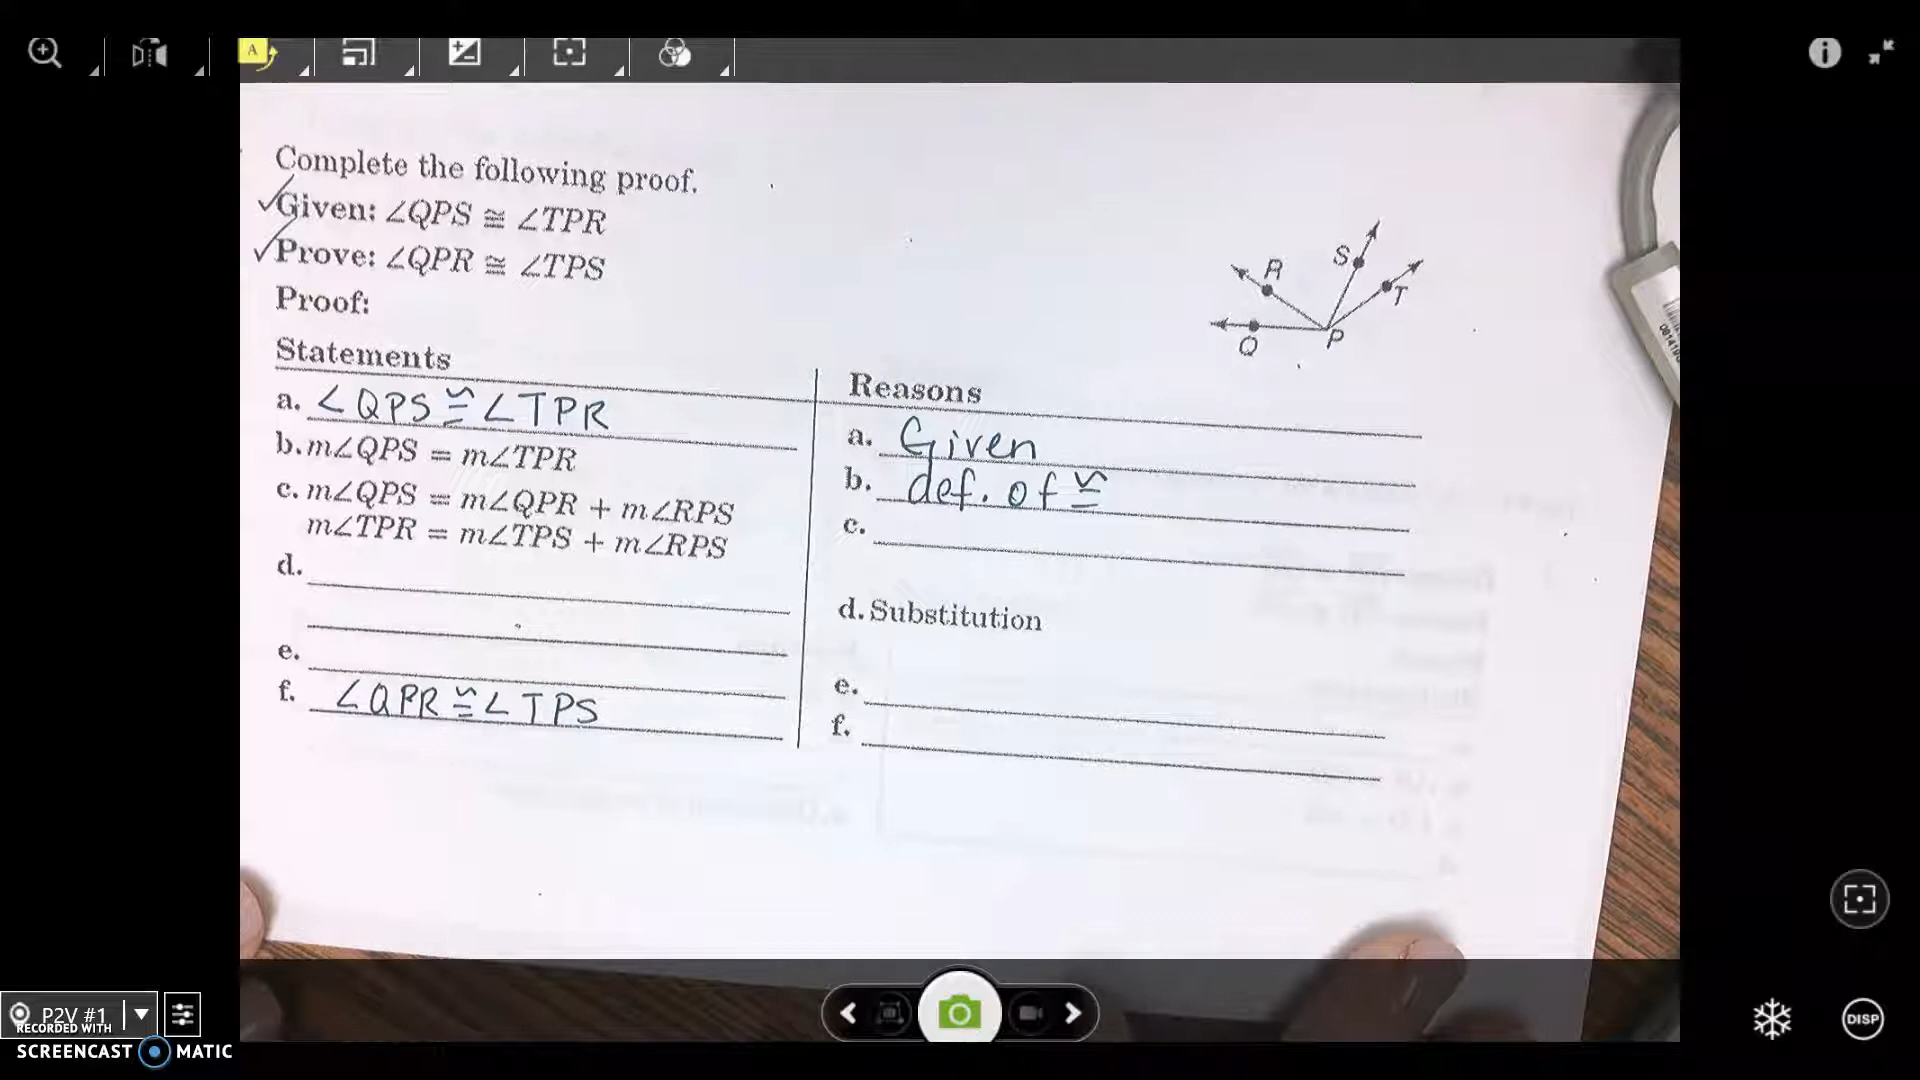 A
Complete the following proof.
Given: ∠QPS ≅ ∠TPR
Prove: ∠QPR ≅ ∠TPS
Proof:
R
S
T
Q
P
Statements
Reasons
a. ∠QPS ≅ ∠TPR
a. Given
b. m∠QPS = m∠TPR
b. def. of ≅
c. m∠QPS = m∠QPR + m∠RPS
m∠TPR = m∠TPS + m∠RPS
c.
d.
d. Substitution
e.
e.
f. ∠QPR ≅ ∠TPS
f.
P2V #1
RECORDED WITH
SCREENCAST MATIC
DISP